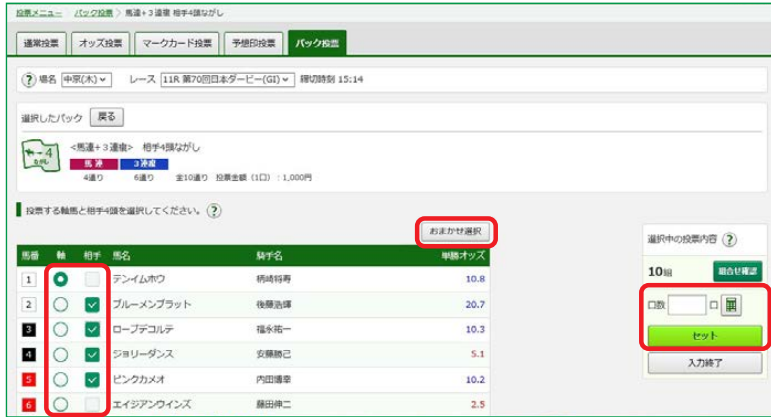 投票メニュー パック投票 > 馬連+3連複 相手4頭ながし
通常投票 オッズ投票 マークカード投票 予想印投票 パック投票
? 場名 中京(木) レース 11R 第70回日本ダービー(GI) 締切時刻 15:14
選択したパック 戻る
<馬連+3連複> 相手4頭ながし
4
ながし
馬連 3連複
4通り 6通り 全10通り 投票金額 (1口) : 1,000円
投票する軸馬と相手4頭を選択してください。 ?
おまかせ選択
馬番 軸 相手 馬名 騎手名 単勝オッズ
1 テンイムホウ 柄崎将寿 10.8
2 ブルーメンブラット 後藤浩輝 20.7
3 ローブデコルテ 福永祐一 10.3
4 ジョリーダンス 安藤勝己 5.1
5 ピンクカメオ 内田博幸 10.2
6 エイジアンウインズ 藤田伸二 2.5
選択中の投票内容 ?
10組 組合せ確認
口数 口
セット
入力終了